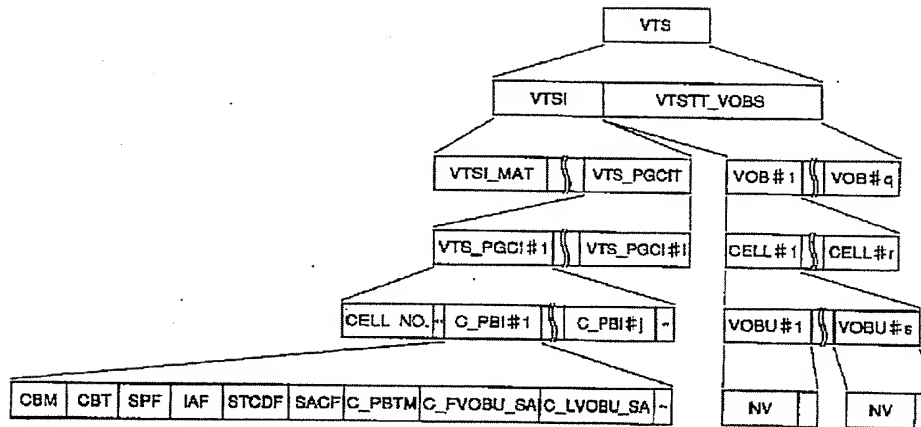 VTS
VTSI VTSTT_VOBS
VTSI_MAT VTS_PGCIT VOB#1 VOB#q
VTS_PGCI#1 VTS_PGCI#i CELL#1 CELL#r
CELL NO. C_PBI#1 C_PBI#j VOBU#1 VOBU#s
CBM CBT SPF IAF STCDF SACF C_PBTM C_FVOBU_SA C_LVOBU_SA NV NV